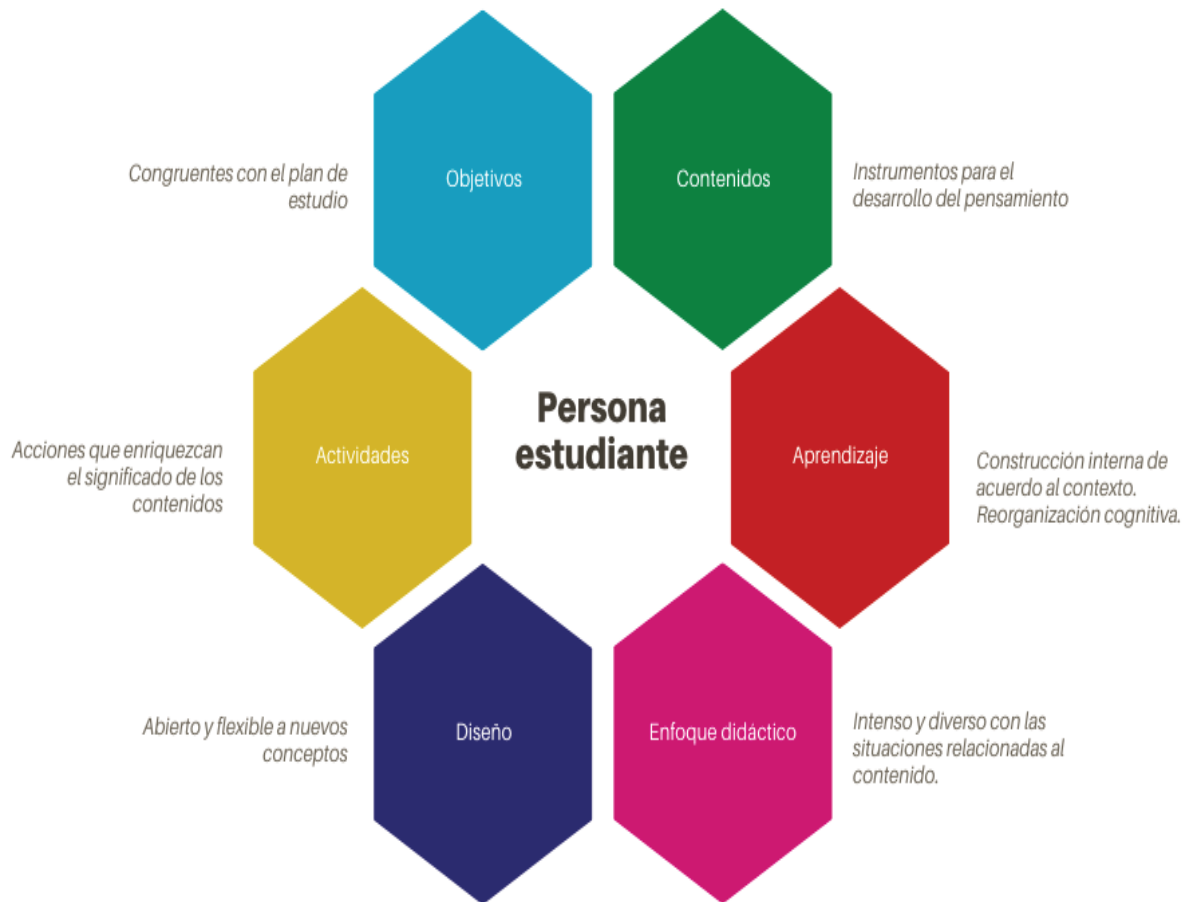 Congruentes con el plan de
estudio
Objetivos
Contenidos
Instrumentos para el
desarrollo del pensamiento
Acciones que enriquezcan
el significado de los
contenidos
Actividades
Persona
estudiante
Aprendizaje
Construcción interna de
acuerdo al contexto.
Reorganización cognitiva.
Abierto y flexible a nuevos
conceptos
Diseño
Enfoque didáctico
Intenso y diverso con las
situaciones relacionadas al
contenido.